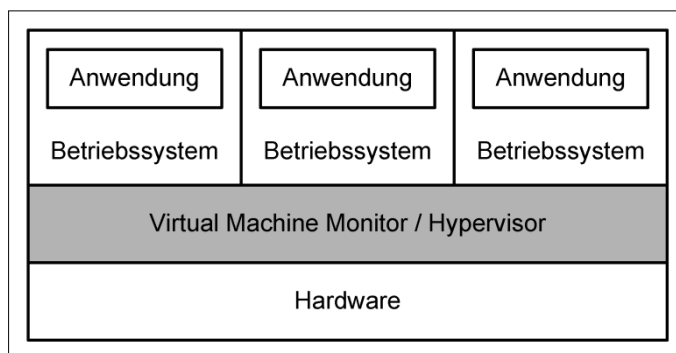 Anwendung Anwendung Anwendung
Betriebssystem Betriebssystem Betriebssystem
Virtual Machine Monitor / Hypervisor
Hardware